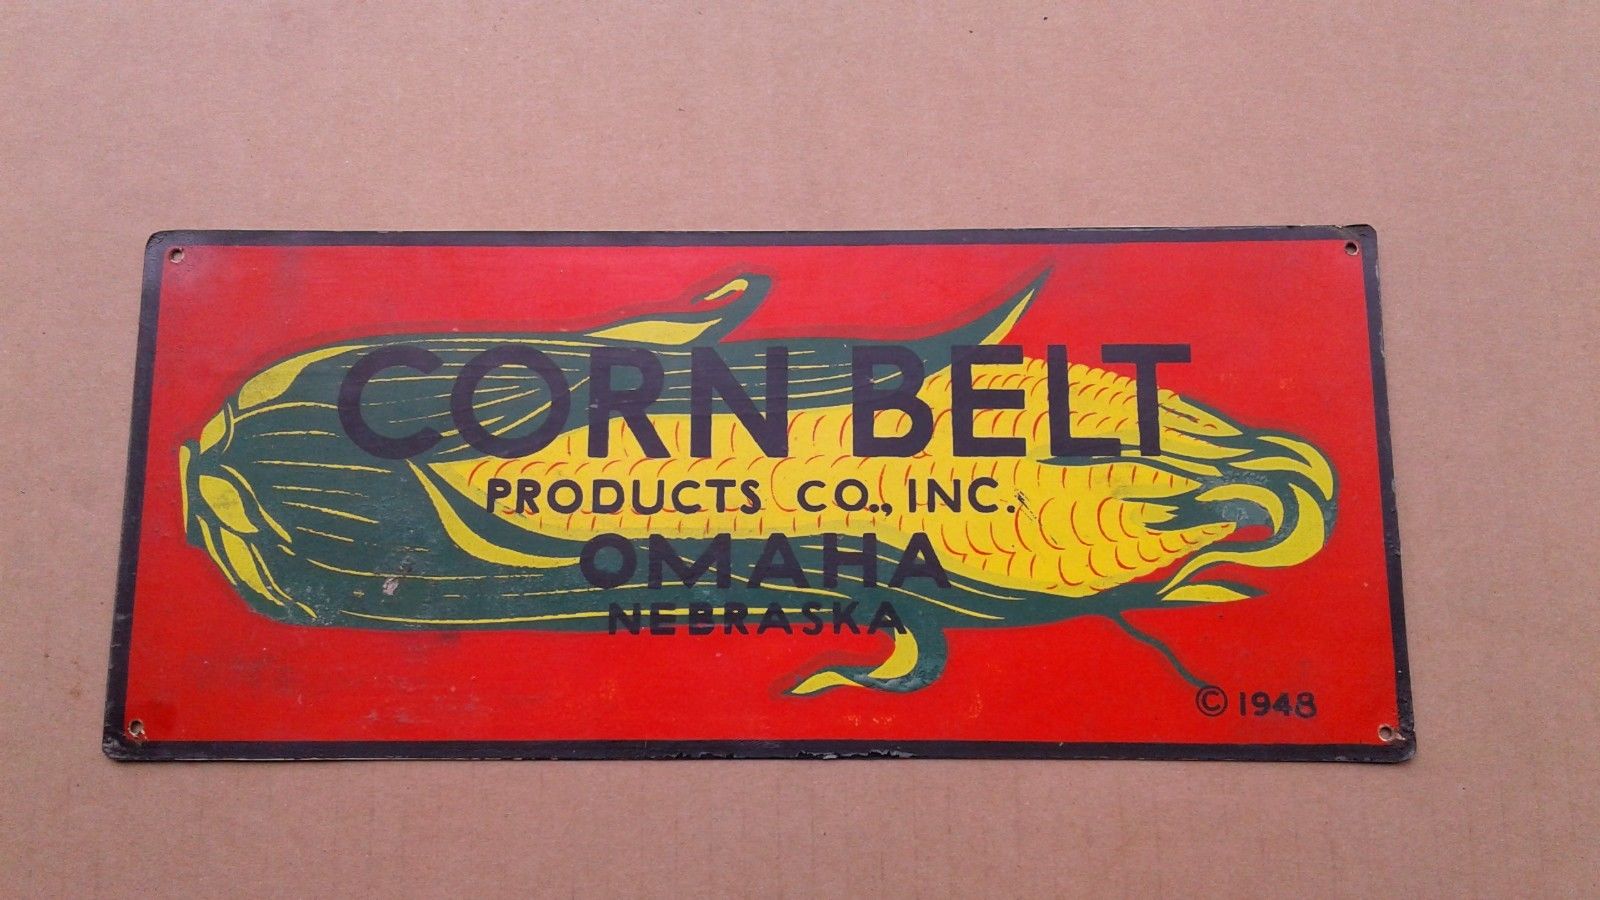 CORN BELT
PRODUCTS CO., INC.
OMAHA
NEBRASKA
© 1948